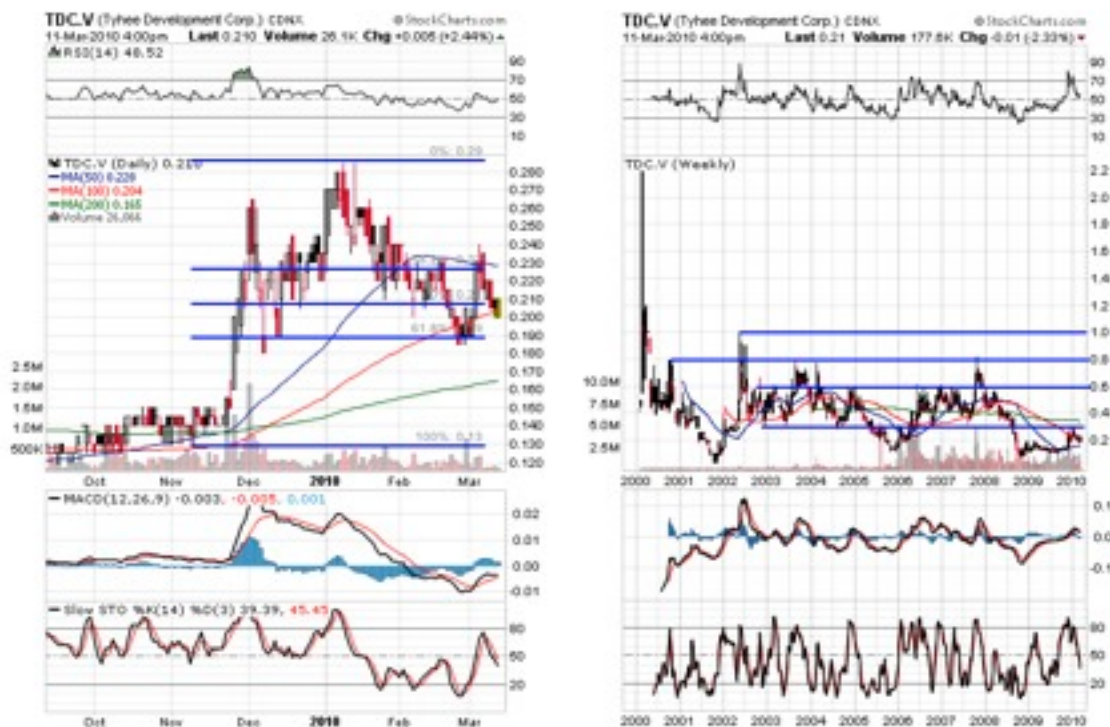 TDC.V (Tyhee Development Corp.) CDNX @StockCharts.com
11-Mar-2010 4:00pm Last 0.210 Volume 26.1K Chg +0.005 (+2.44%)
RSI(14) 48.52
90
70
50
30
10
0%: 0.29
TDC.V (Daily) 0.210
MA(50) 0.228
MA(100) 0.204
MA(200) 0.165
Volume 26,066
0.280
0.260
0.250
0.240
0.230
0.220
0.210
0.200
0.190
0.180
0.160
0.150
0.140
0.130
0.120
100%: 0.13
2.5M
2.0M
1.5M
1.0M
500K
Oct Nov Dec 2010 Feb Mar
MACD(12,26,9) -0.003, -0.005, 0.001
0.02
0.01
0.00
-0.01
Slow STO %K(14) %D(3) 39.39, 45.45
80
50
20
Oct Nov Dec 2010 Feb Mar
TDC.V (Tyhee Development Corp.) CDNX @StockCharts.com
11-Mar-2010 4:00pm Last 0.21 Volume 177.6K Chg -0.01 (-2.33%)
90
70
50
30
10
TDC.V (Weekly)
2.2
2.0
1.8
1.6
1.4
1.2
1.0
0.8
0.6
0.4
0.2
10.0M
7.5M
5.0M
2.5M
2000 2001 2002 2003 2004 2005 2006 2007 2008 2009 2010
0.1
0.0
-0.1
80
50
20
2000 2001 2002 2003 2004 2005 2006 2007 2008 2009 2010